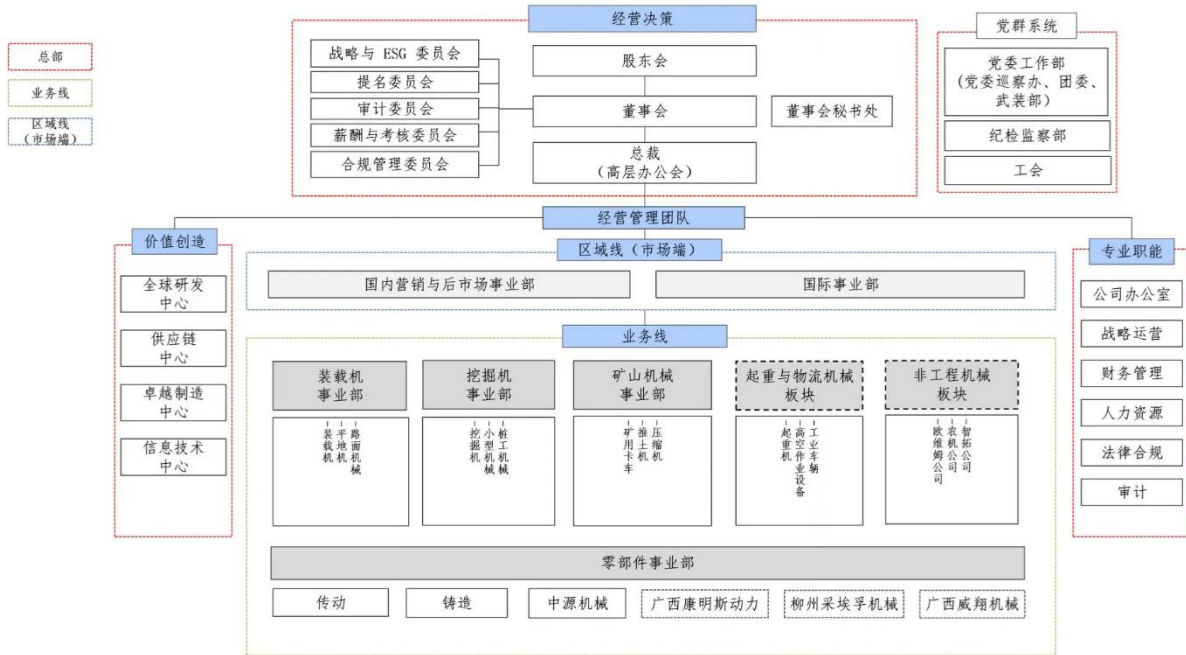 总部
业务线
区域线
(市场端)
经营决策
战略与 ESG 委员会
提名委员会
审计委员会
薪酬与考核委员会
合规管理委员会
股东会
董事会
总裁
(高层办公会)
董事会秘书处
党群系统
党委工作部
(党委巡察办、团委、
武装部)
纪检监察部
工会
经营管理团队
价值创造
全球研发
中心
供应链
中心
卓越制造
中心
信息技术
中心
区域线(市场端)
国内营销与后市场事业部
国际事业部
专业职能
公司办公室
战略运营
财务管理
人力资源
法律合规
审计
业务线
装载机
事业部
-装载机
-平地机
-路面机械
挖掘机
事业部
-挖掘机
-小型机械
-桩工机械
矿山机械
事业部
-矿用卡车
-推土机
-压缩机
起重与物流机械
板块
-起重机
-高空作业设备
-工业车辆
非工程机械
板块
-欧维姆公司
-农机公司
-智拓公司
零部件事业部
传动
铸造
中源机械
广西康明斯动力
柳州采埃孚机械
广西威翔机械